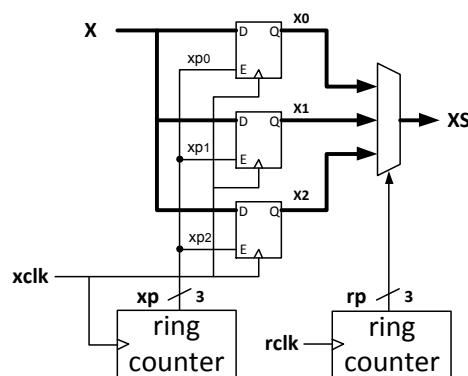 X
D Q
X0
xp0
E
D Q
X1
XS
xp1
E
D Q
X2
xp2
E
xclk
xp 3
rp 3
ring
counter
rclk
ring
counter